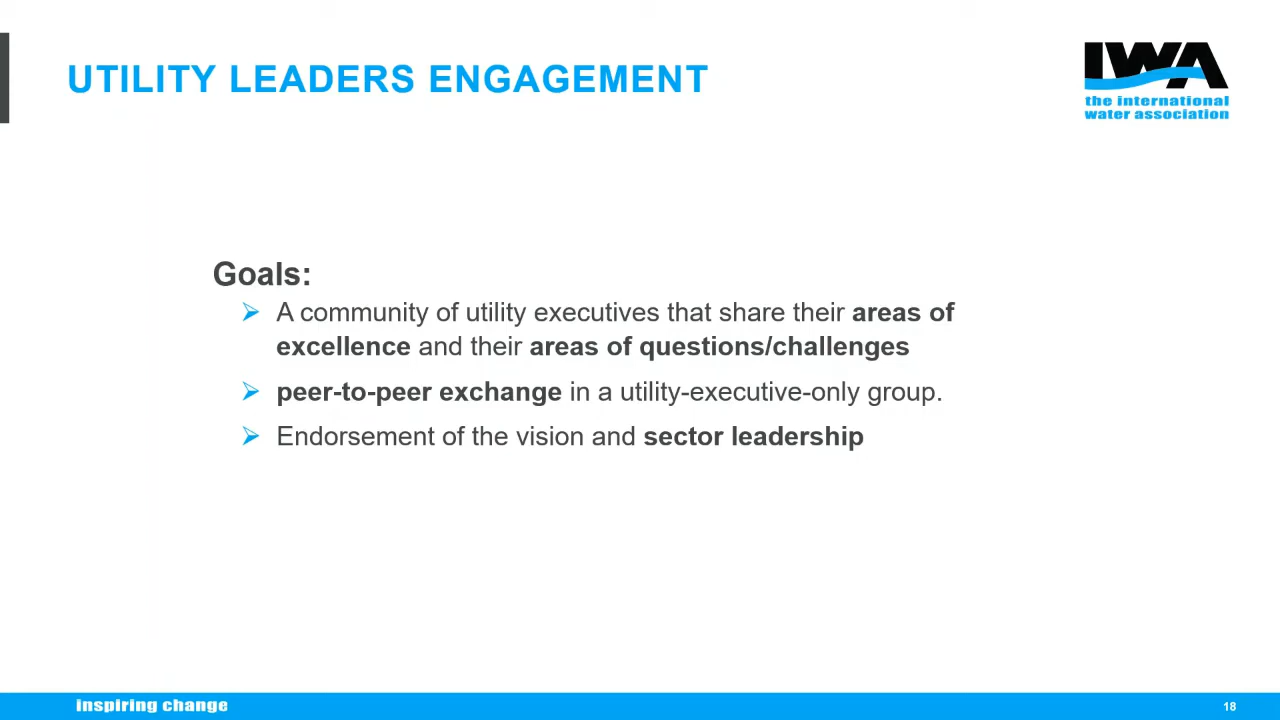 UTILITY LEADERS ENGAGEMENT
IWA
the international
water association
Goals:
A community of utility executives that share their areas of
excellence and their areas of questions/challenges
peer-to-peer exchange in a utility-executive-only group.
Endorsement of the vision and sector leadership
inspiring change
18